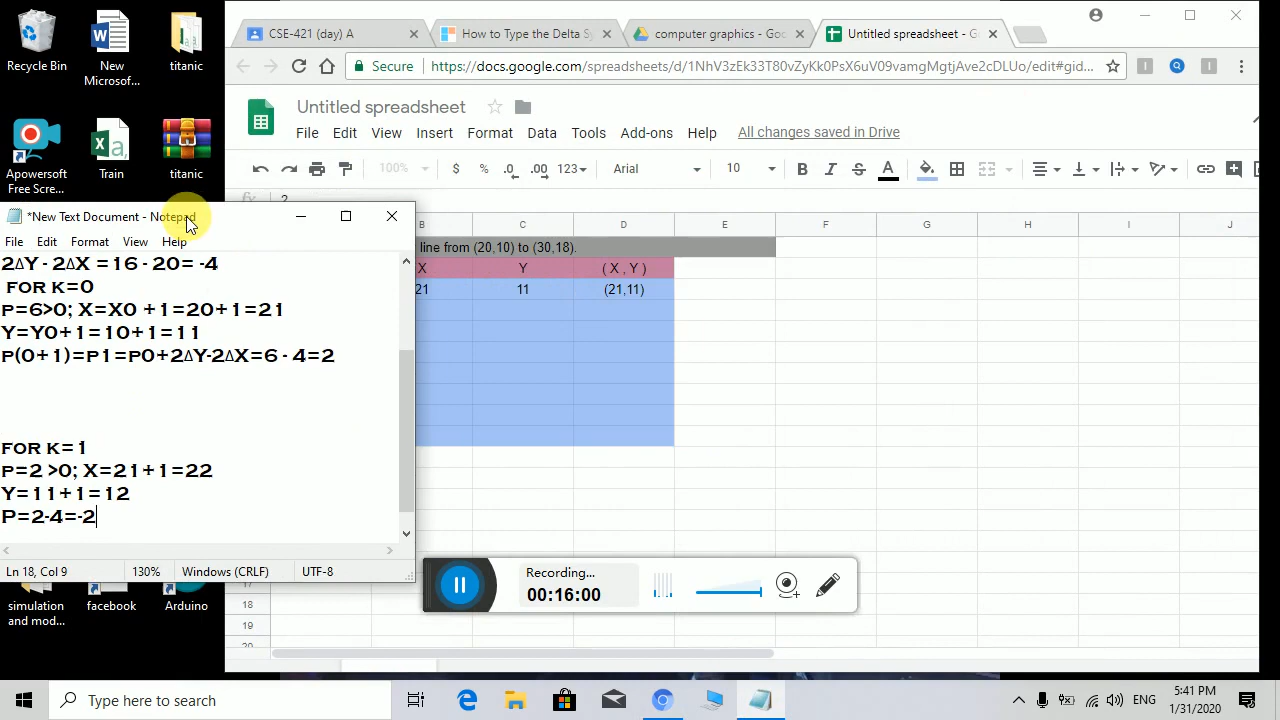 CSE-421 (day) A
How to Type the Delta Sy
computer graphics - Goo
Untitled spreadsheet - G
Secure
https://docs.google.com/spreadsheets/d/1NhV3zEk33T80vZyKk0PsX6uV09vamgMgtjAve2cDLUo/edit#gid...
Recycle Bin
New Microsof...
titanic
Apowersoft Free Scre...
Train
titanic
Untitled spreadsheet
File Edit View Insert Format Data Tools Add-ons Help All changes saved in Drive
100% $ % .0 .00 123 Arial 10 B I S A
2
B C D E F G H I J
line from (20,10) to (30,18).
X Y ( X , Y )
21 11 (21,11)
18
19
20
*New Text Document - Notepad
File Edit Format View Help
2∆Y - 2∆X =16 - 20= -4
FOR K=0
P=6>0; X=X0 +1=20+1=21
Y=Y0+1=10+1=11
P(0+1)=P1=P0+2∆Y-2∆X=6 - 4=2
FOR K=1
P=2 >0; X=21+1=22
Y=11+1=12
P=2-4=-2
Ln 18, Col 9 130% Windows (CRLF) UTF-8
simulation and mod...
facebook
Arduino
Recording...
00:16:00
Type here to search
ENG
5:41 PM
1/31/2020